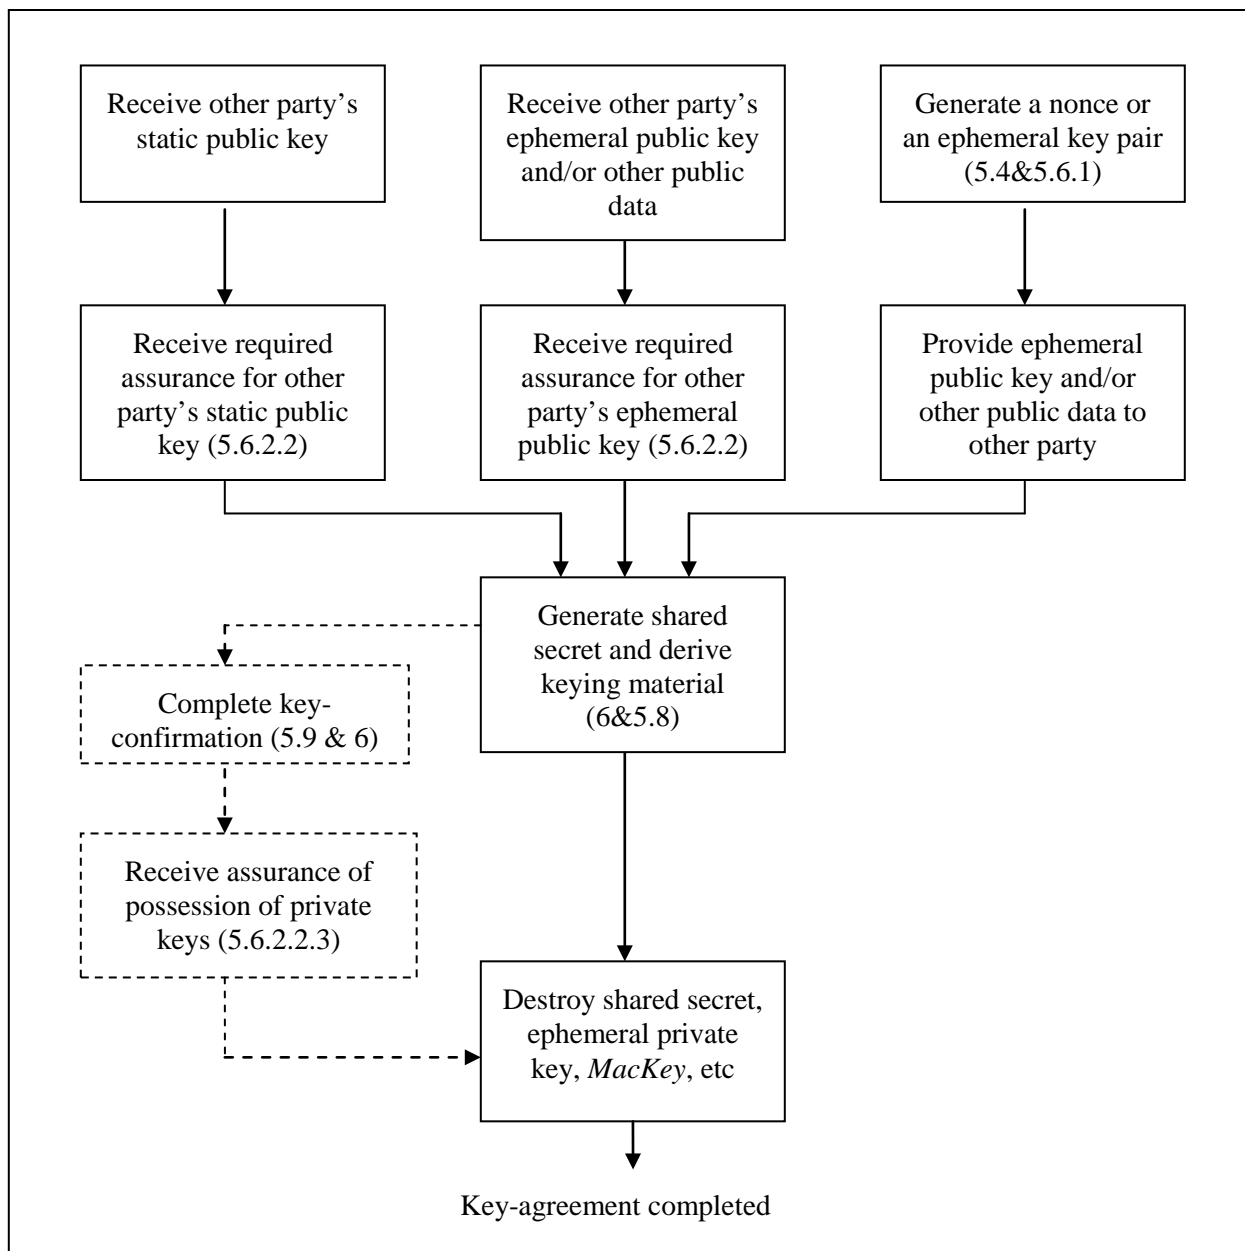 Receive other party’s
static public key
Receive other party’s
ephemeral public key
and/or other public
data
Generate a nonce or
an ephemeral key pair
(5.4&5.6.1)
Receive required
assurance for other
party’s static public
key (5.6.2.2)
Receive required
assurance for other
party’s ephemeral
public key (5.6.2.2)
Provide ephemeral
public key and/or
other public data to
other party
Generate shared
secret and derive
keying material
(6&5.8)
Complete key-
confirmation (5.9 & 6)
Receive assurance of
possession of private
keys (5.6.2.2.3)
Destroy shared secret,
ephemeral private
key, MacKey, etc
Key-agreement completed